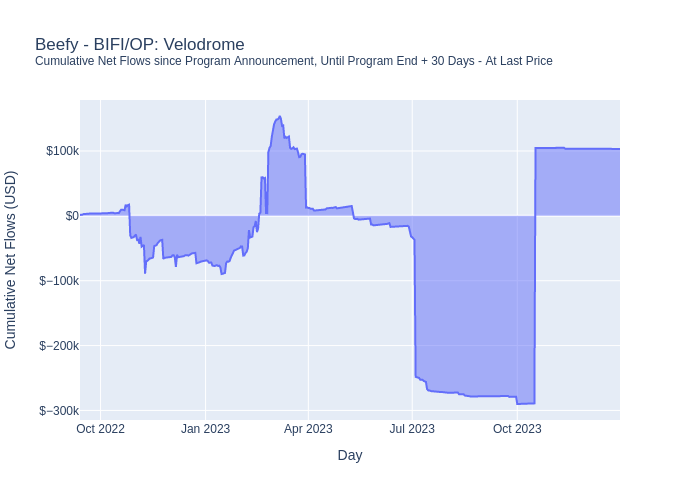 Beefy - BIFI/OP: Velodrome
Cumulative Net Flows since Program Announcement, Until Program End + 30 Days - At Last Price
Cumulative Net Flows (USD)
$100k
$0
$−100k
$−200k
$−300k
Oct 2022
Jan 2023
Apr 2023
Jul 2023
Oct 2023
Day